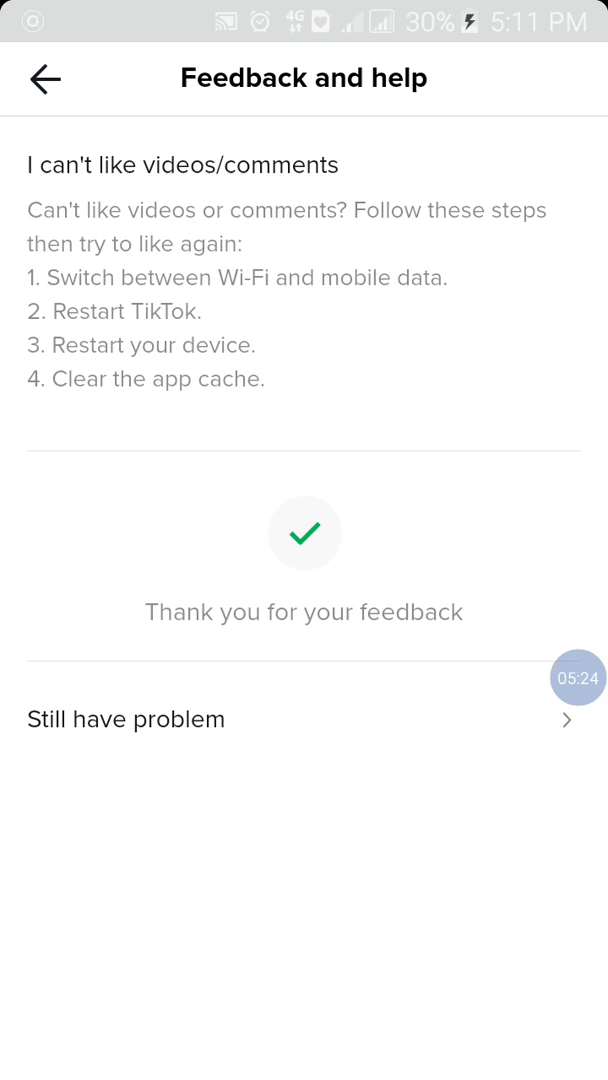 4G 30% 5:11 PM
Feedback and help
I can't like videos/comments
Can't like videos or comments? Follow these steps
then try to like again:
1. Switch between Wi-Fi and mobile data.
2. Restart TikTok.
3. Restart your device.
4. Clear the app cache.
Thank you for your feedback
05:24
Still have problem